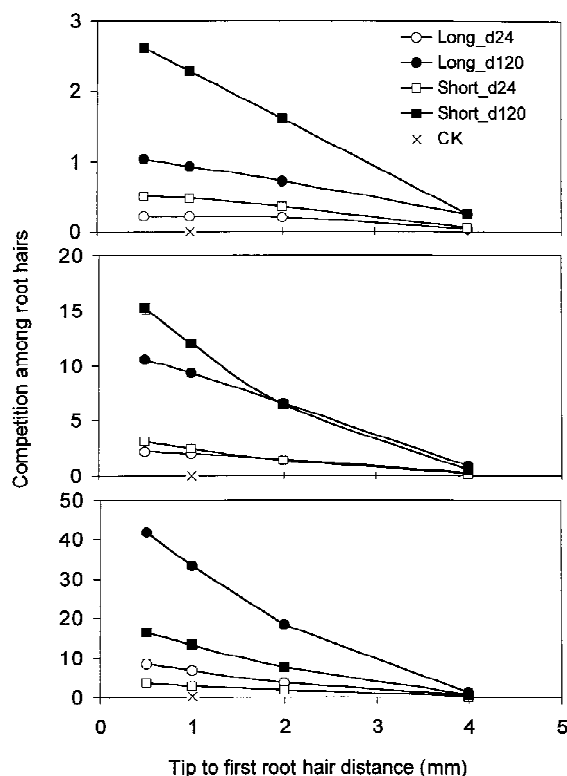 3
2
1
0
Long_d24
Long_d120
Short_d24
Short_d120
CK
20
15
10
5
0
Competition among root hairs
50
40
30
20
10
0
0 1 2 3 4 5
Tip to first root hair distance (mm)